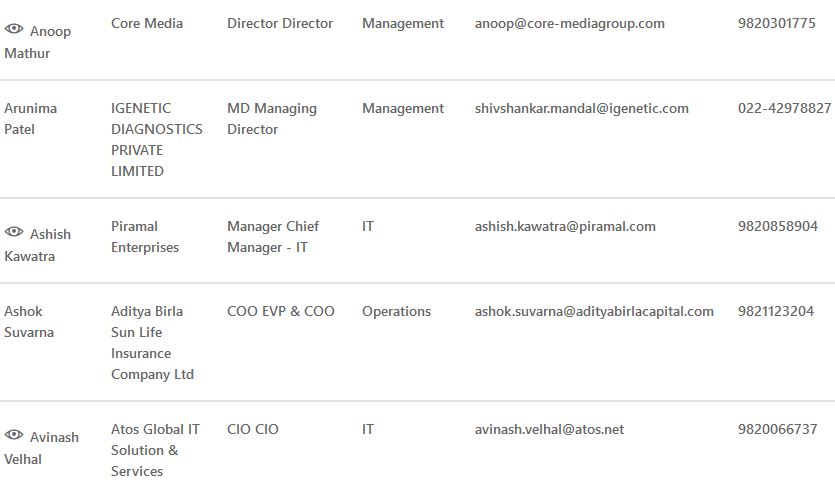 Anoop Mathur Core Media Director Director Management anoop@core-mediagroup.com 9820301775
Arunima Patel IGENETIC DIAGNOSTICS PRIVATE LIMITED MD Managing Director Management shivshankar.mandal@igenetic.com 022-42978827
Ashish Kawatra Piramal Enterprises Manager Chief Manager - IT IT ashish.kawatra@piramal.com 9820858904
Ashok Suvarna Aditya Birla Sun Life Insurance Company Ltd COO EVP & COO Operations ashok.suvarna@adityabirlacapital.com 9821123204
Avinash Velhal Atos Global IT Solution & Services CIO CIO IT avinash.velhal@atos.net 9820066737